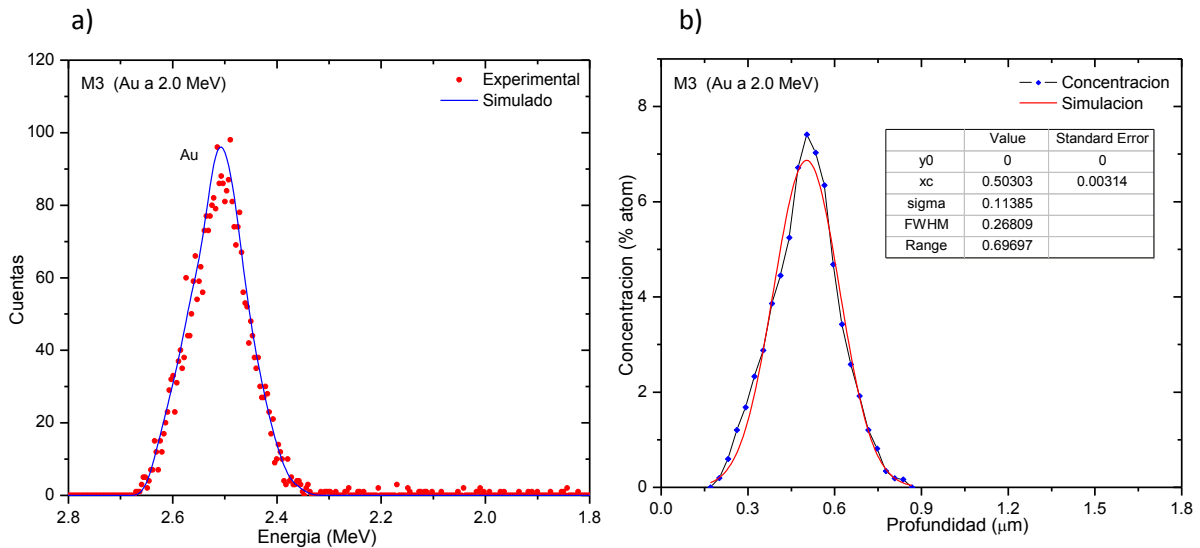 a)
M3 (Au a 2.0 MeV)
Experimental
Simulado
Au
120
100
80
60
40
20
0
2.8 2.6 2.4 2.2 2.0 1.8
Cuentas
Energia (MeV)
b)
M3 (Au a 2.0 MeV)
Concentracion
Simulacion
Value Standard Error
y0 0 0
xc 0.50303 0.00314
sigma 0.11385
FWHM 0.26809
Range 0.69697
8
6
4
2
0
0.0 0.3 0.6 0.9 1.2 1.5 1.8
Concentracion (% atom)
Profundidad (μm)